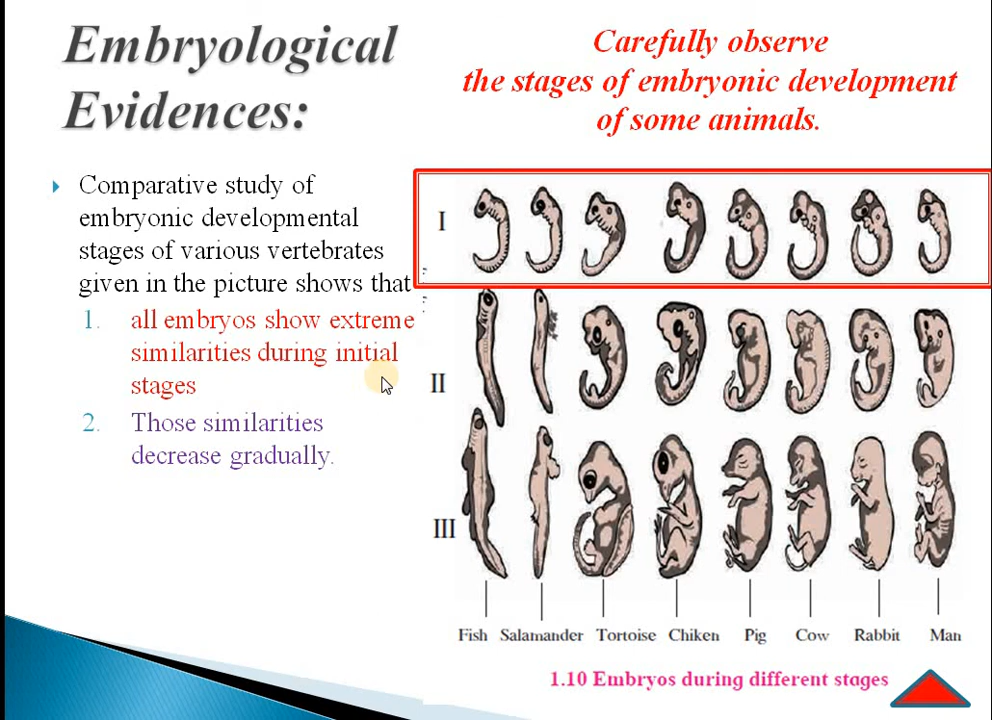 Embryological
Evidences:
Carefully observe
the stages of embryonic development
of some animals.
Comparative study of
embryonic developmental
stages of various vertebrates
given in the picture shows that
1. all embryos show extreme
similarities during initial
stages
2. Those similarities
decrease gradually.
I
II
III
Fish Salamander Tortoise Chiken Pig Cow Rabbit Man
1.10 Embryos during different stages